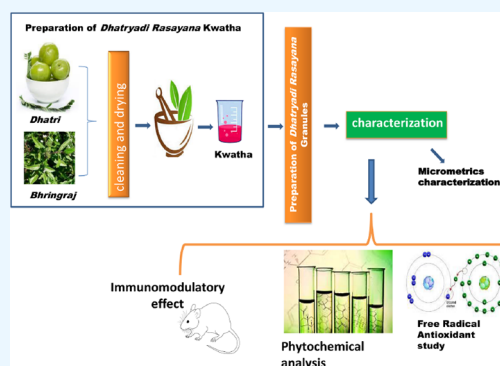 Preparation of Dhatryadi Rasayana Kwatha
Dhatri
Bhringraj
cleaning and drying
Kwatha
Preparation of Dhatryadi Rasayana
Granules
characterization
Micrometrics
characterization
Immunomodulatory
effect
Phytochemical
analysis
Free Radical
Antioxidant
study